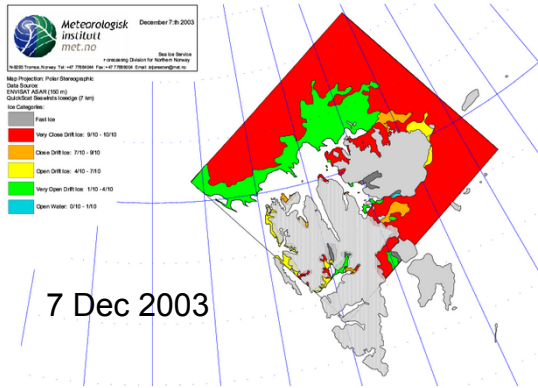 Meteorologisk
institutt
met.no
December 7.th 2003
Sea Ice Service
Forecasting Division for Northern Norway
Map Projection: Polar Stereographic
Data Source:
ENVISAT ASAR (150 m)
QuickScat Seawinds iceedge (7 km)
Ice Categories:
Fast Ice
Very Close Drift Ice: 9/10 - 10/10
Close Drift Ice: 7/10 - 9/10
Open Drift Ice: 4/10 - 7/10
Very Open Drift Ice: 1/10 -4/10
Open Water: 0/10 - 1/10
7 Dec 2003